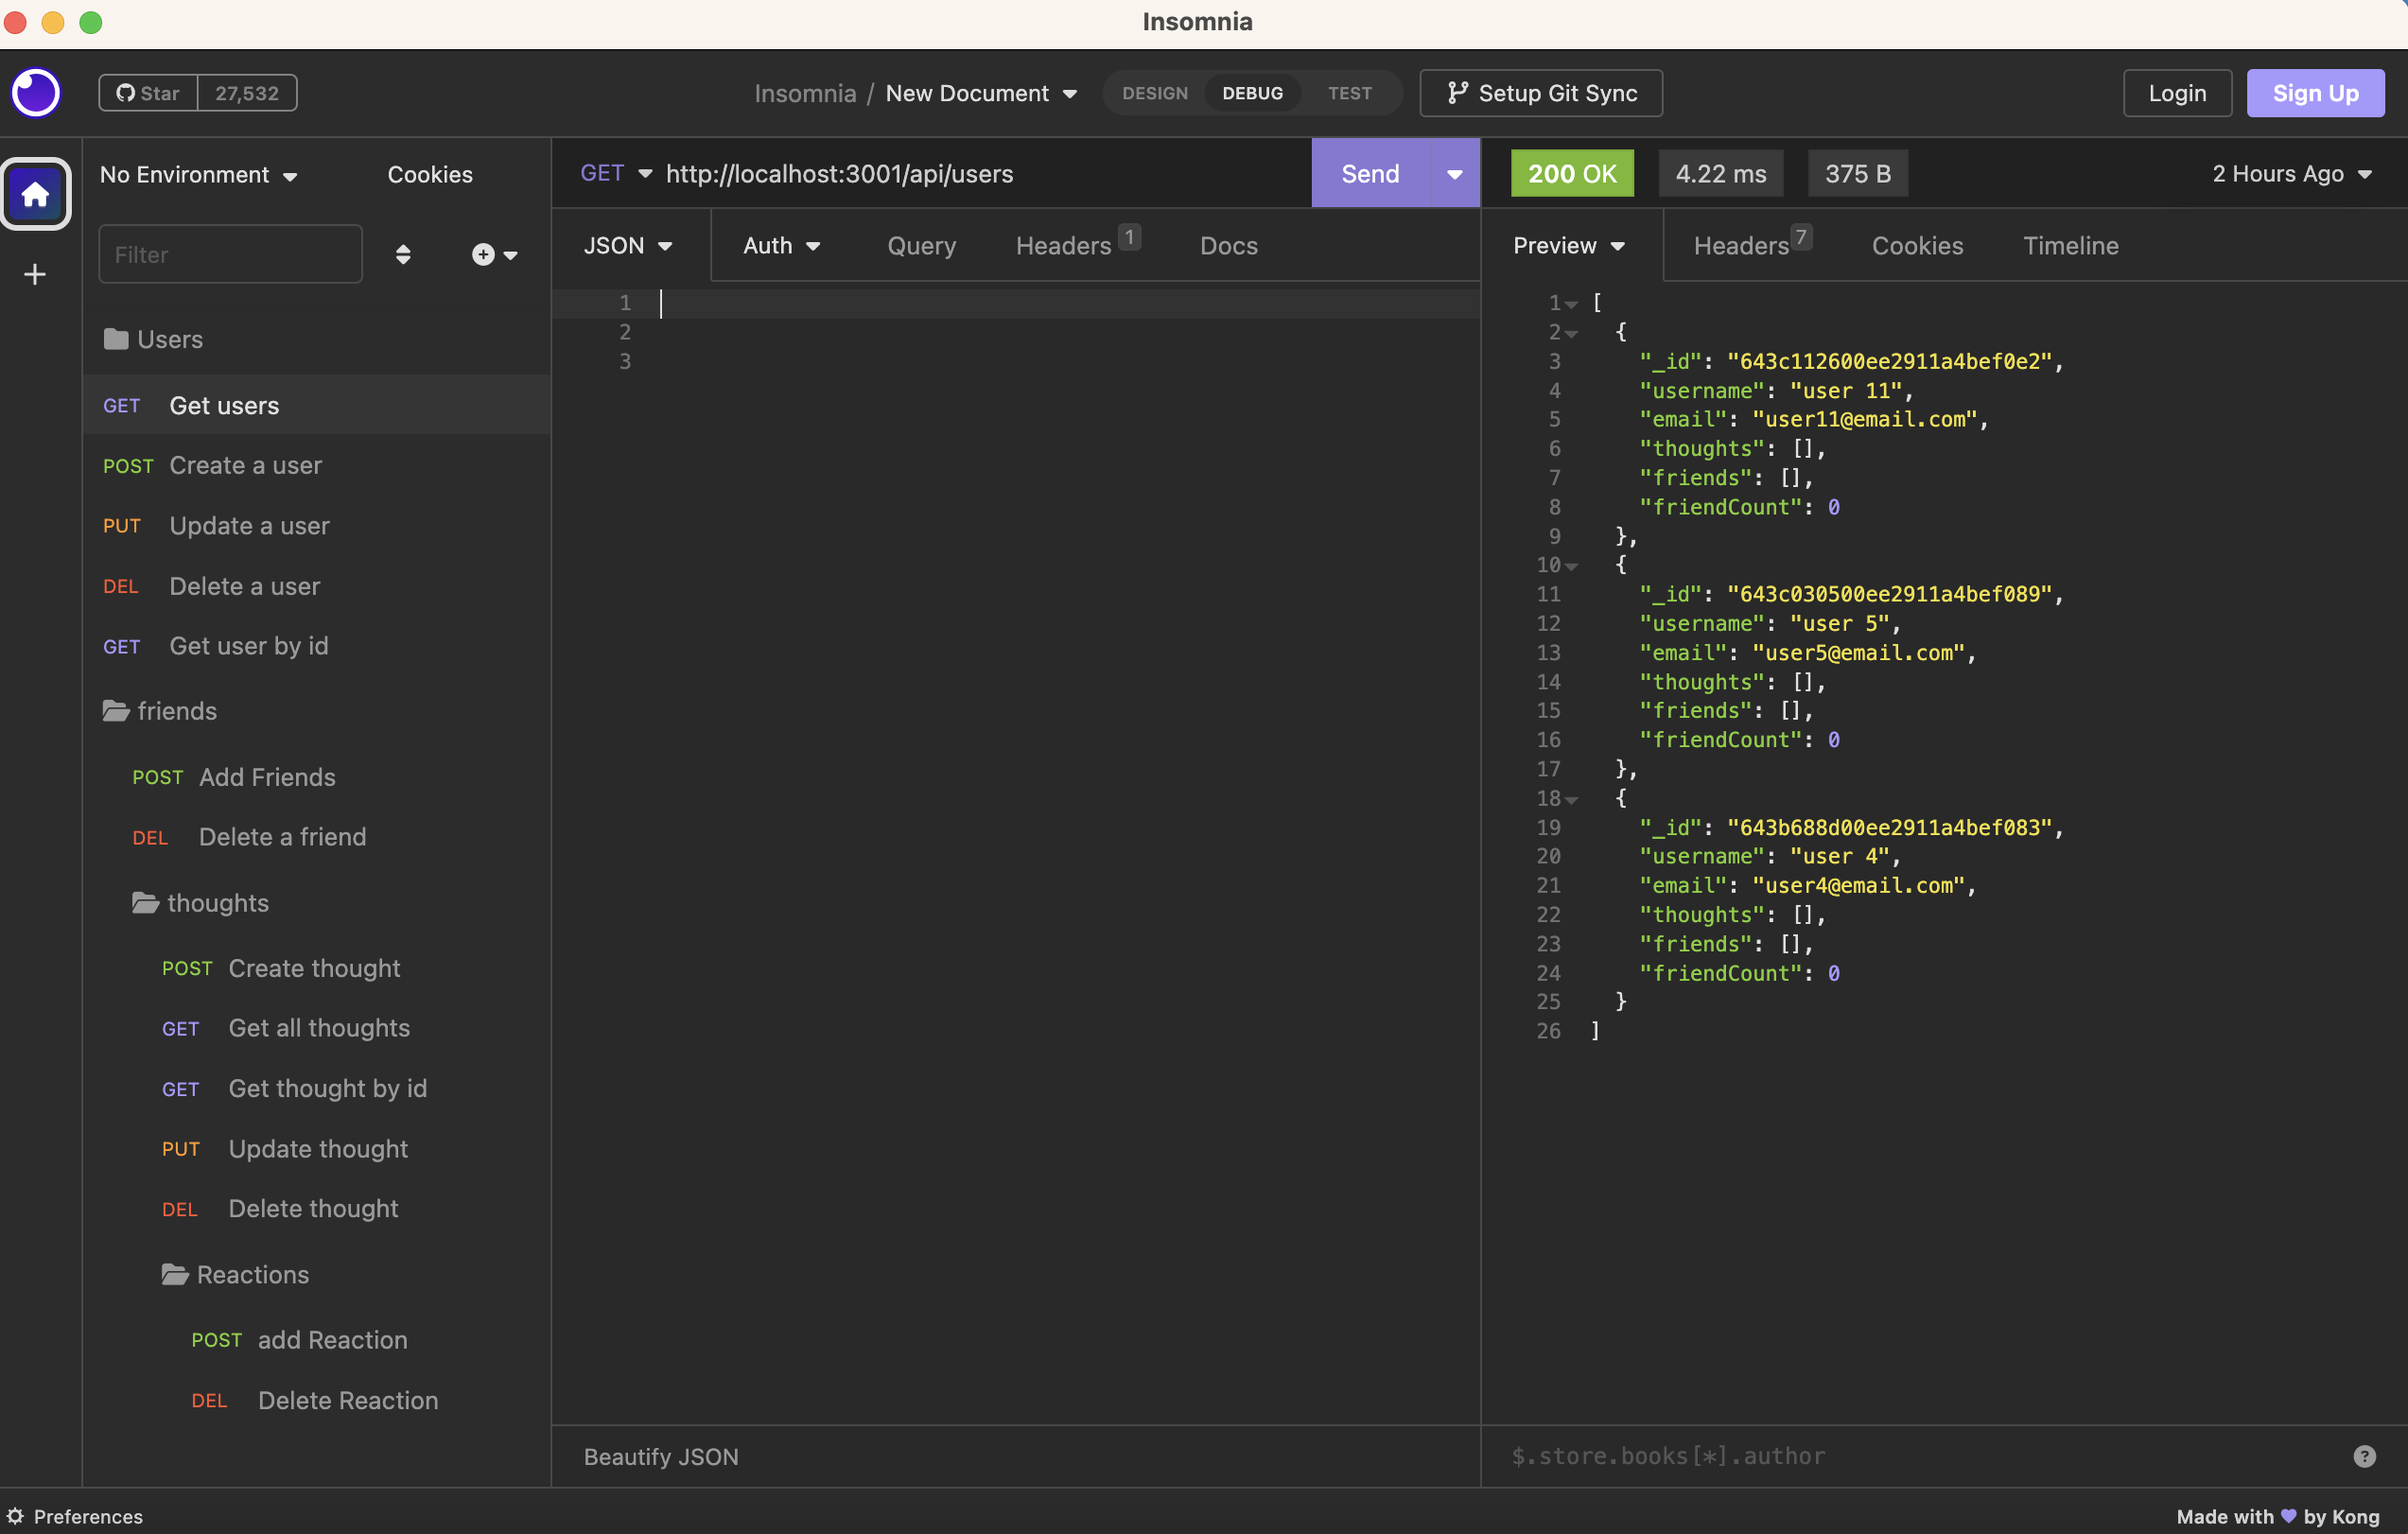 Insomnia
Star 27,532
Insomnia / New Document
DESIGN DEBUG TEST
Setup Git Sync
Login
Sign Up
No Environment
Cookies
Filter
Users
GET Get users
POST Create a user
PUT Update a user
DEL Delete a user
GET Get user by id
friends
POST Add Friends
DEL Delete a friend
thoughts
POST Create thought
GET Get all thoughts
GET Get thought by id
PUT Update thought
DEL Delete thought
Reactions
POST add Reaction
DEL Delete Reaction
GET http://localhost:3001/api/users
Send
JSON Auth Query Headers 1 Docs
1
2
3
Beautify JSON
200 OK 4.22 ms 375 B 2 Hours Ago
Preview Headers 7 Cookies Timeline
1 [
2 {
3 "_id": "643c112600ee2911a4bef0e2",
4 "username": "user 11",
5 "email": "user11@email.com",
6 "thoughts": [],
7 "friends": [],
8 "friendCount": 0
9 },
10 {
11 "_id": "643c030500ee2911a4bef089",
12 "username": "user 5",
13 "email": "user5@email.com",
14 "thoughts": [],
15 "friends": [],
16 "friendCount": 0
17 },
18 {
19 "_id": "643b688d00ee2911a4bef083",
20 "username": "user 4",
21 "email": "user4@email.com",
22 "thoughts": [],
23 "friends": [],
24 "friendCount": 0
25 }
26 ]
$.store.books[*].author
?
Preferences
Made with 💜 by Kong